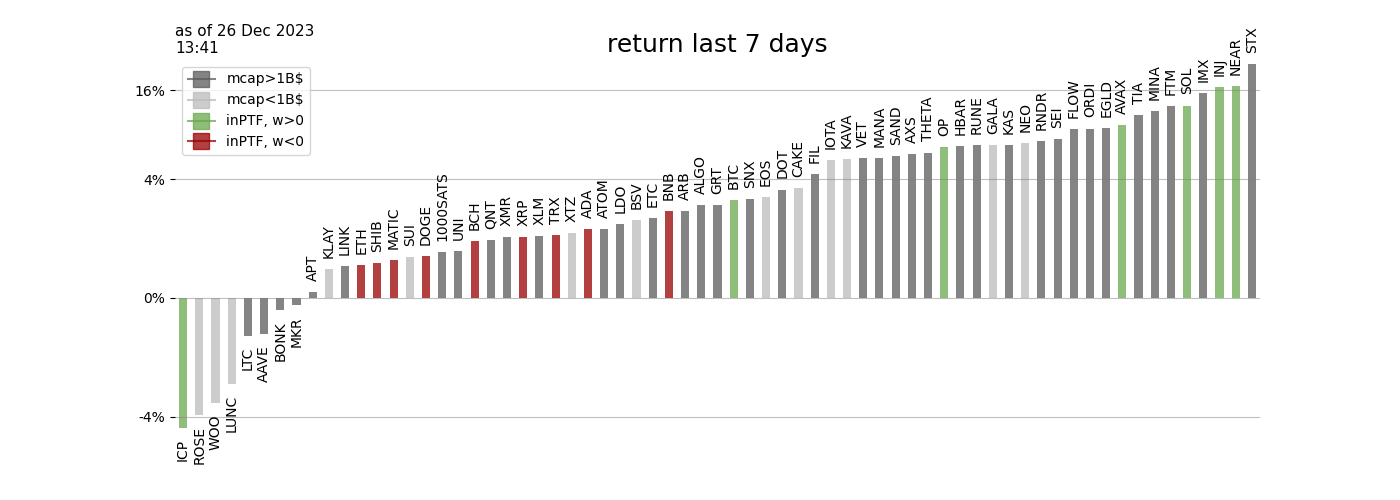 as of 26 Dec 2023
13:41
return last 7 days
mcap>1B$
mcap<1B$
inPTF, w>0
inPTF, w<0
16%
4%
0%
-4%
ICP
ROSE
WOO
LUNC
LTC
AAVE
BONK
MKR
APT
KLAY
LINK
ETH
SHIB
MATIC
SUI
DOGE
1000SATS
UNI
BCH
QNT
XMR
XRP
XLM
TRX
XTZ
ADA
ATOM
LDO
BSV
ETC
BNB
ARB
ALGO
GRT
BTC
SNX
EOS
DOT
CAKE
FIL
IOTA
KAVA
VET
MANA
SAND
AXS
THETA
OP
HBAR
RUNE
GALA
KAS
NEO
RNDR
SEI
FLOW
ORDI
EGLD
AVAX
TIA
MINA
FTM
SOL
IMX
INJ
NEAR
STX